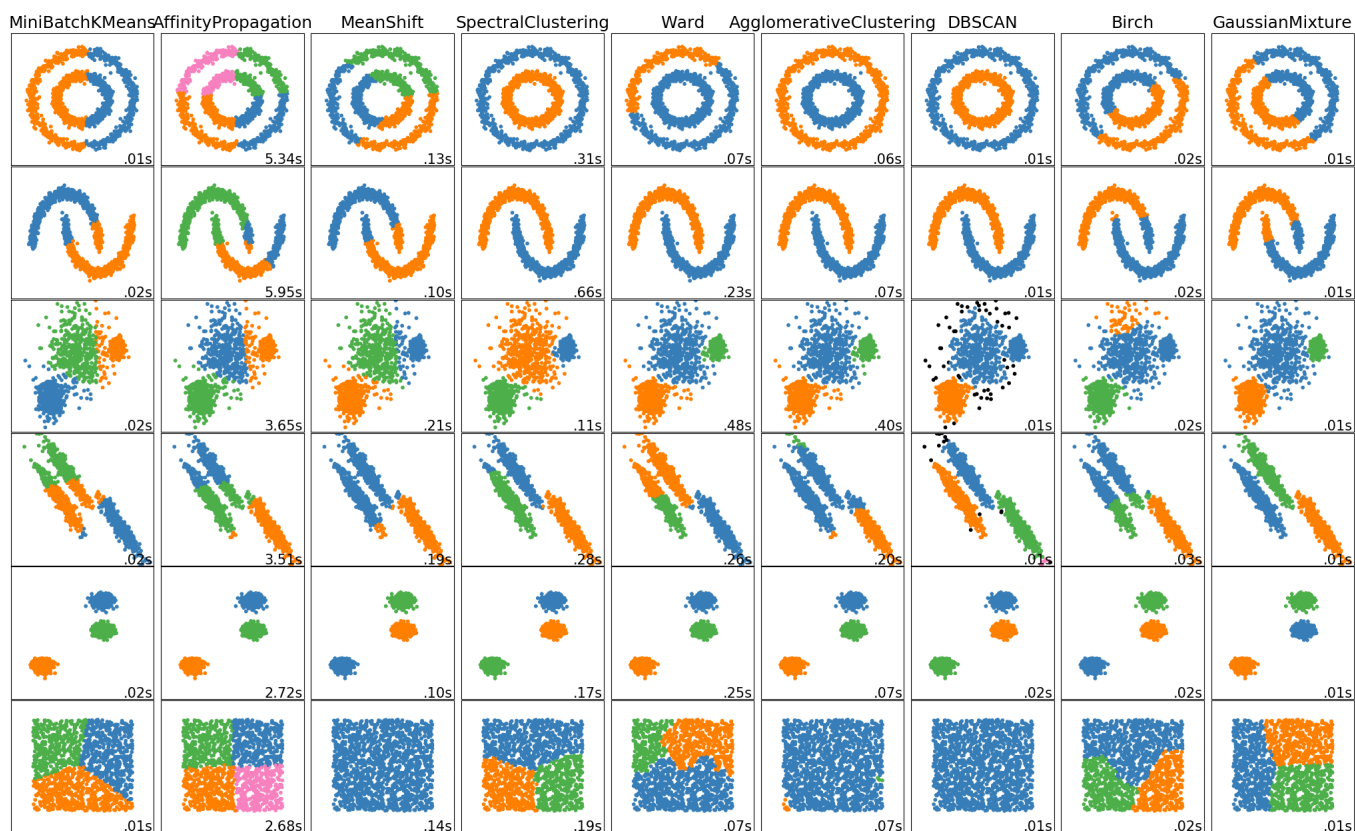 MiniBatchKMeans AffinityPropagation MeanShift SpectralClustering Ward AgglomerativeClustering DBSCAN Birch GaussianMixture
.01s 5.34s .13s .31s .07s .06s .01s .02s .01s
.02s 5.95s .10s .66s .23s .07s .01s .02s .01s
.02s 3.65s .21s .11s .48s .40s .01s .02s .01s
.02s 3.51s .19s .28s .26s .20s .01s .03s .01s
.02s 2.72s .10s .17s .25s .07s .02s .02s .01s
.01s 2.68s .14s .19s .07s .07s .02s .02s .01s